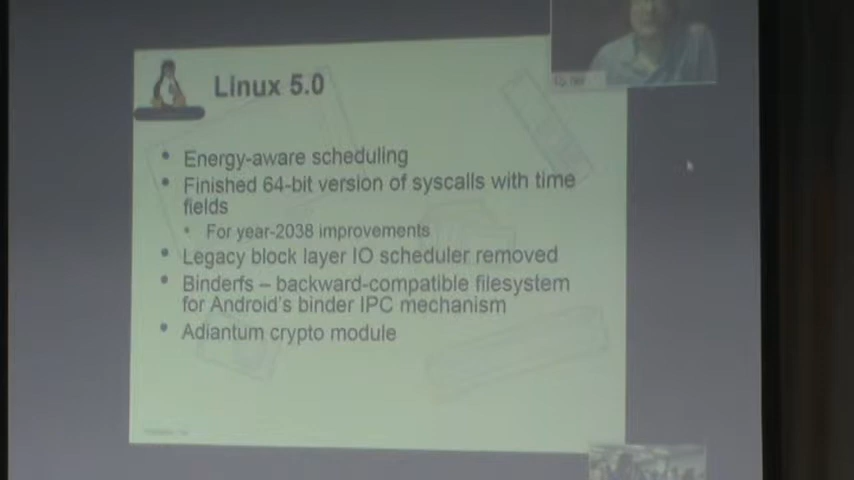 Linux 5.0
• Energy-aware scheduling
• Finished 64-bit version of syscalls with time
fields
• For year-2038 improvements
• Legacy block layer IO scheduler removed
• Binderfs – backward-compatible filesystem
for Android's binder IPC mechanism
• Adiantum crypto module